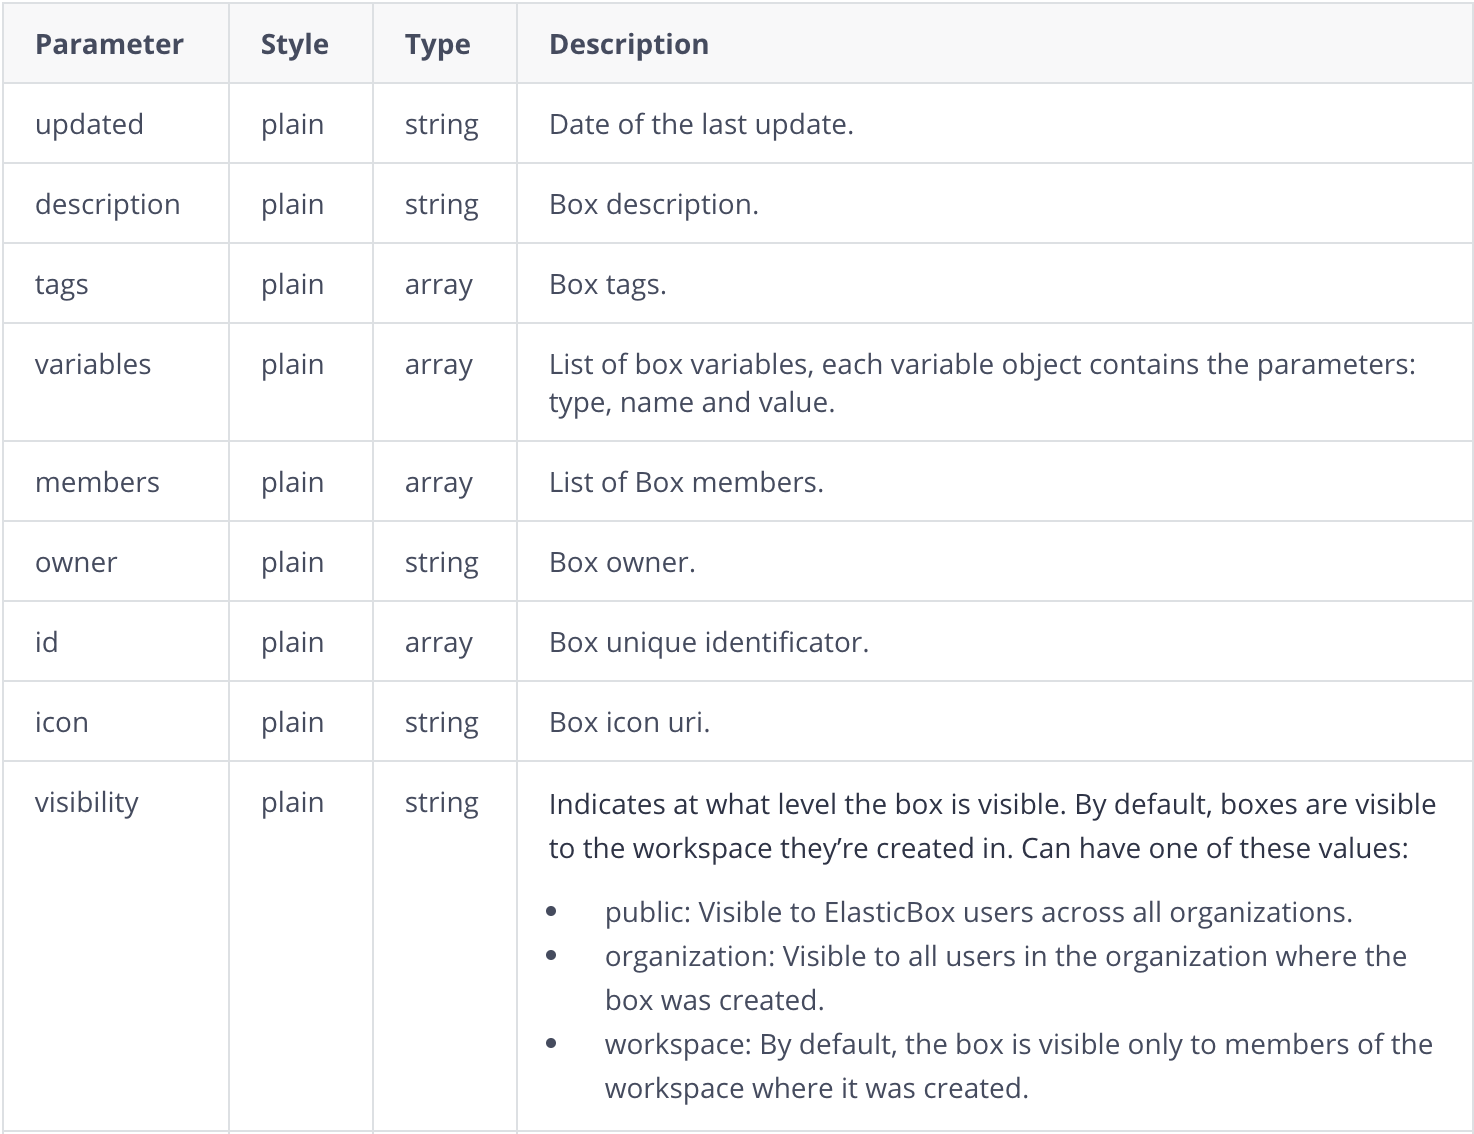 Parameter Style Type Description
updated plain string Date of the last update.
description plain string Box description.
tags plain array Box tags.
variables plain array List of box variables, each variable object contains the parameters:
type, name and value.
members plain array List of Box members.
owner plain string Box owner.
id plain array Box unique identificator.
icon plain string Box icon uri.
visibility plain string Indicates at what level the box is visible. By default, boxes are visible
to the workspace they’re created in. Can have one of these values:
• public: Visible to ElasticBox users across all organizations.
• organization: Visible to all users in the organization where the
box was created.
• workspace: By default, the box is visible only to members of the
workspace where it was created.